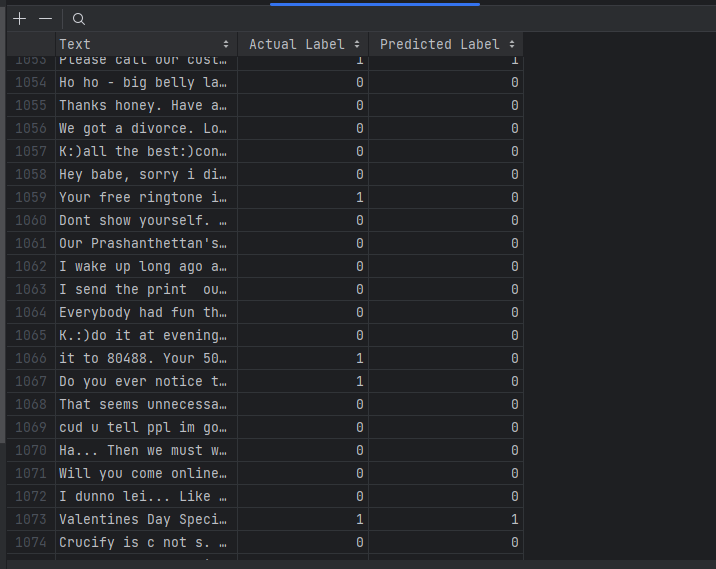 Text Actual Label Predicted Label
1053 Please call our cust… 1 1
1054 Ho ho - big belly la… 0 0
1055 Thanks honey. Have a… 0 0
1056 We got a divorce. Lo… 0 0
1057 K:)all the best:)con… 0 0
1058 Hey babe, sorry i di… 0 0
1059 Your free ringtone i… 1 0
1060 Dont show yourself. … 0 0
1061 Our Prashanthettan's… 0 0
1062 I wake up long ago a… 0 0
1063 I send the print  ou… 0 0
1064 Everybody had fun th… 0 0
1065 K.:)do it at evening… 0 0
1066 it to 80488. Your 50… 1 0
1067 Do you ever notice t… 1 0
1068 That seems unnecessa… 0 0
1069 cud u tell ppl im go… 0 0
1070 Ha... Then we must w… 0 0
1071 Will you come online… 0 0
1072 I dunno lei... Like … 0 0
1073 Valentines Day Speci… 1 1
1074 Crucify is c not s. … 0 0